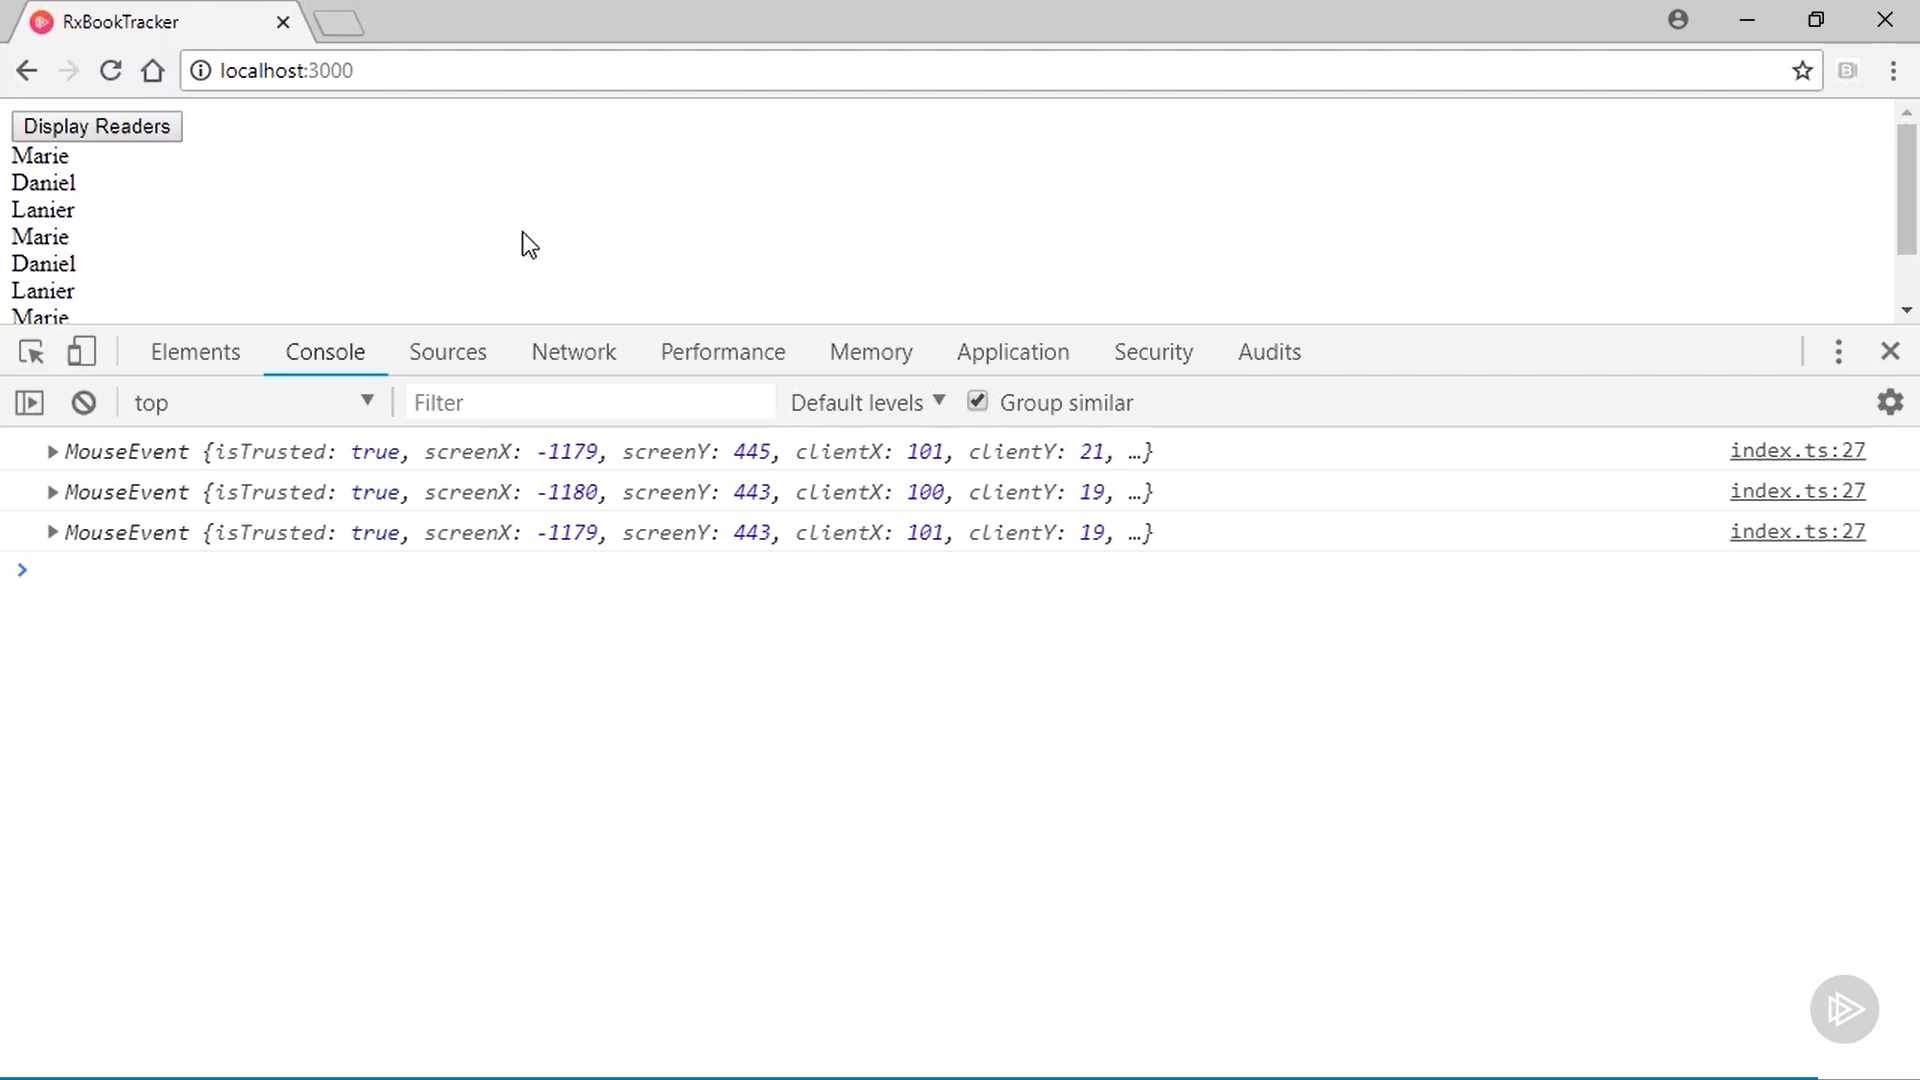 RxBookTracker
localhost:3000
Display Readers
Marie
Daniel
Lanier
Marie
Daniel
Lanier
Marie
Elements Console Sources Network Performance Memory Application Security Audits
top Filter Default levels Group similar
MouseEvent {isTrusted: true, screenX: -1179, screenY: 445, clientX: 101, clientY: 21, …} index.ts:27
MouseEvent {isTrusted: true, screenX: -1180, screenY: 443, clientX: 100, clientY: 19, …} index.ts:27
MouseEvent {isTrusted: true, screenX: -1179, screenY: 443, clientX: 101, clientY: 19, …} index.ts:27